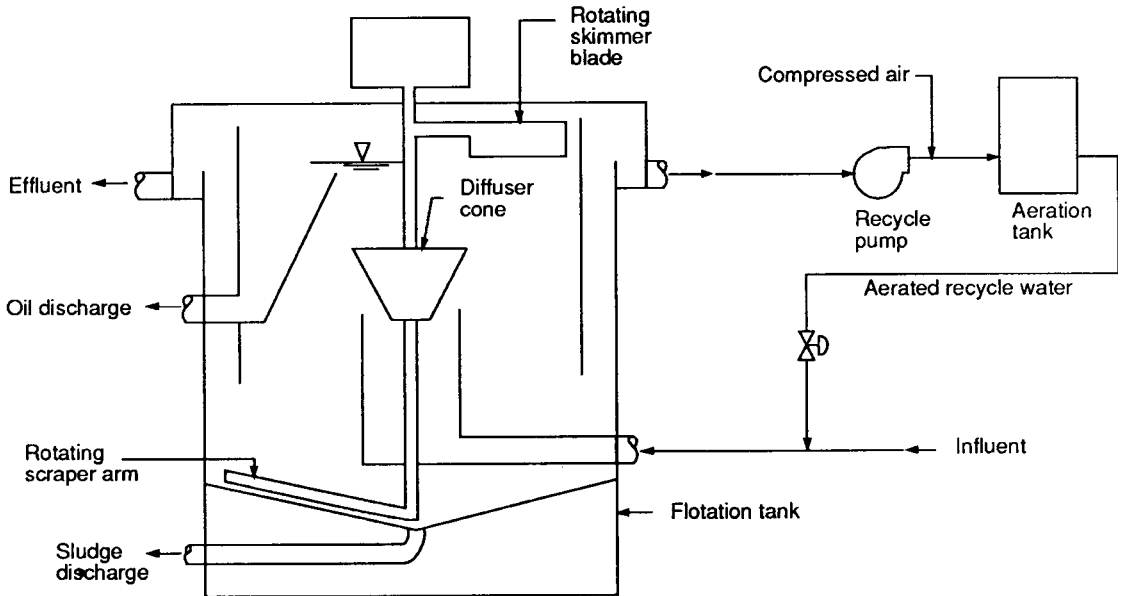 Rotating
skimmer
blade
Compressed air
Effluent
Diffuser
cone
Recycle
pump
Aeration
tank
Oil discharge
Aerated recycle water
Rotating
scraper arm
Influent
Flotation tank
Sludge
discharge